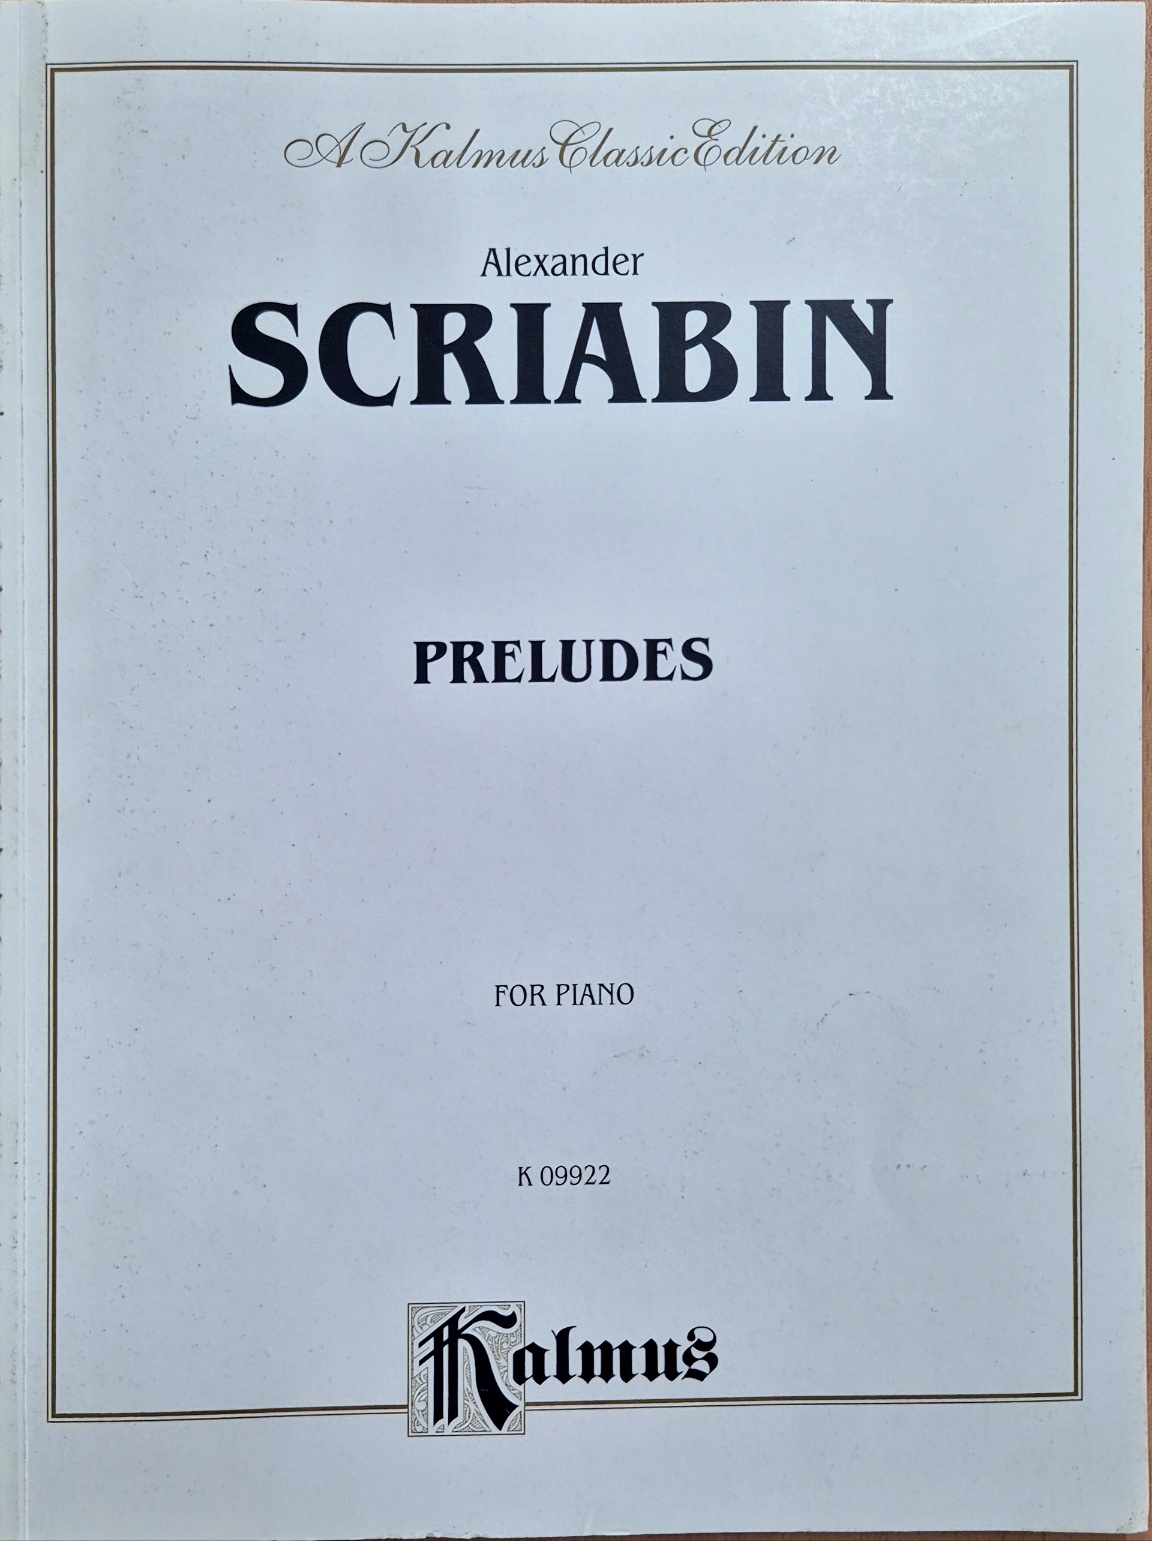 A Kalmus Classic Edition
Alexander
SCRIABIN
PRELUDES
FOR PIANO
K 09922
Kalmus